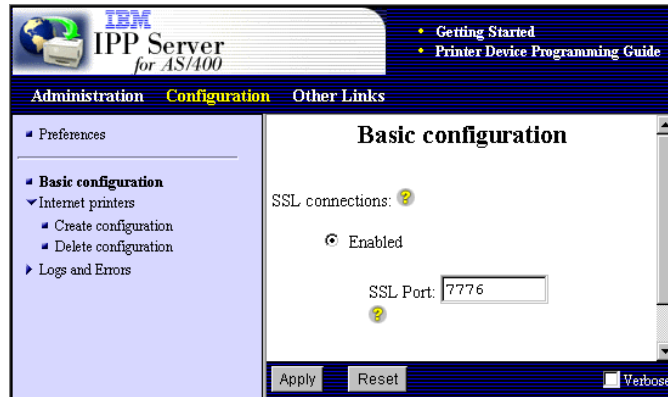 IBM
IPP Server
for AS/400
Getting Started
Printer Device Programming Guide
Administration Configuration Other Links
Preferences
Basic configuration
Internet printers
Create configuration
Delete configuration
Logs and Errors
Basic configuration
SSL connections: ?
Enabled
SSL Port: 7776
?
Apply Reset Verbose